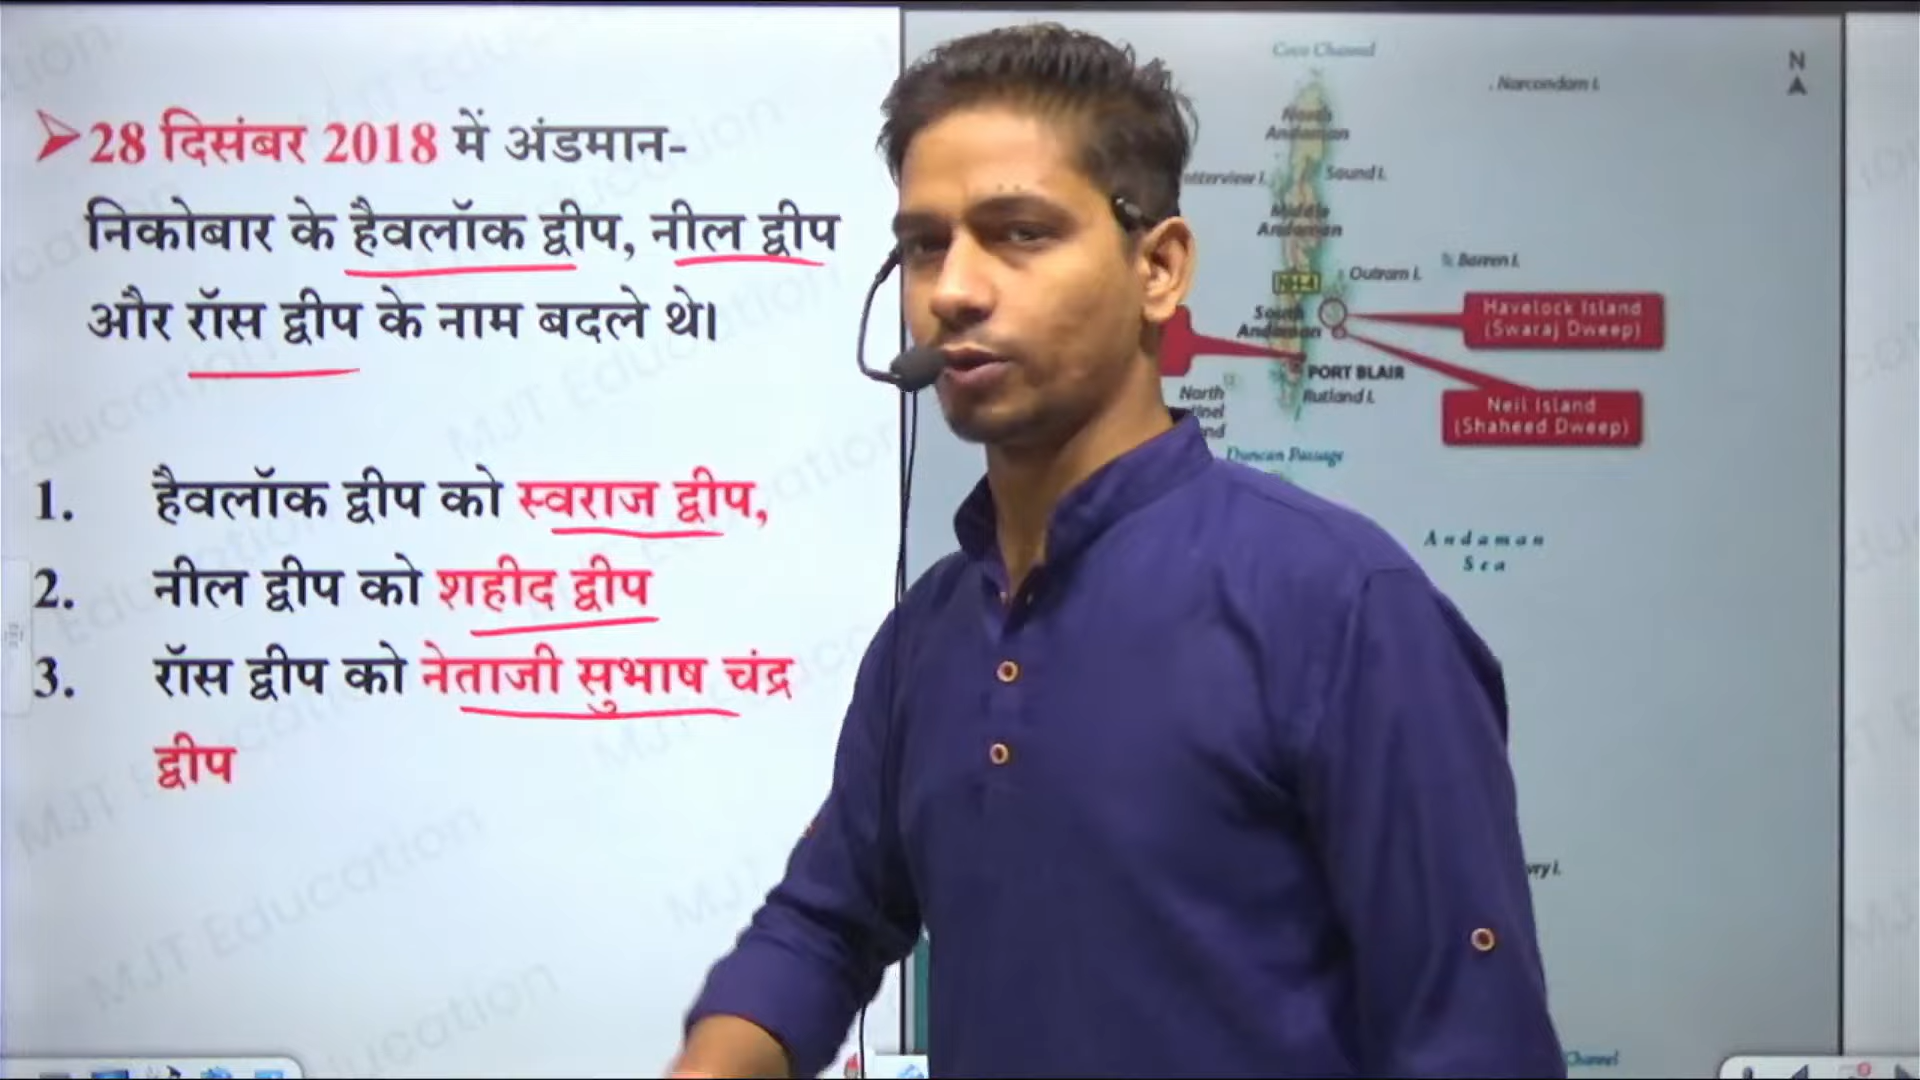 28 दिसंबर 2018 में अंडमान-
निकोबार के हैवलॉक द्वीप, नील द्वीप
और रॉस द्वीप के नाम बदले थे।
1. हैवलॉक द्वीप को स्वराज द्वीप,
2. नील द्वीप को शहीद द्वीप
3. रॉस द्वीप को नेताजी सुभाष चंद्र
द्वीप
Coco Channel
N
Narcondam I.
North
Andaman
Sound I.
Middle
Andaman
Outram I.
Barren I.
South
Andaman
Havelock Island
(Swaraj Dweep)
PORT BLAIR
Rutland I.
North
Neil Island
(Shaheed Dweep)
Duncan Passage
Andaman
Sea
Channel
MJT Education